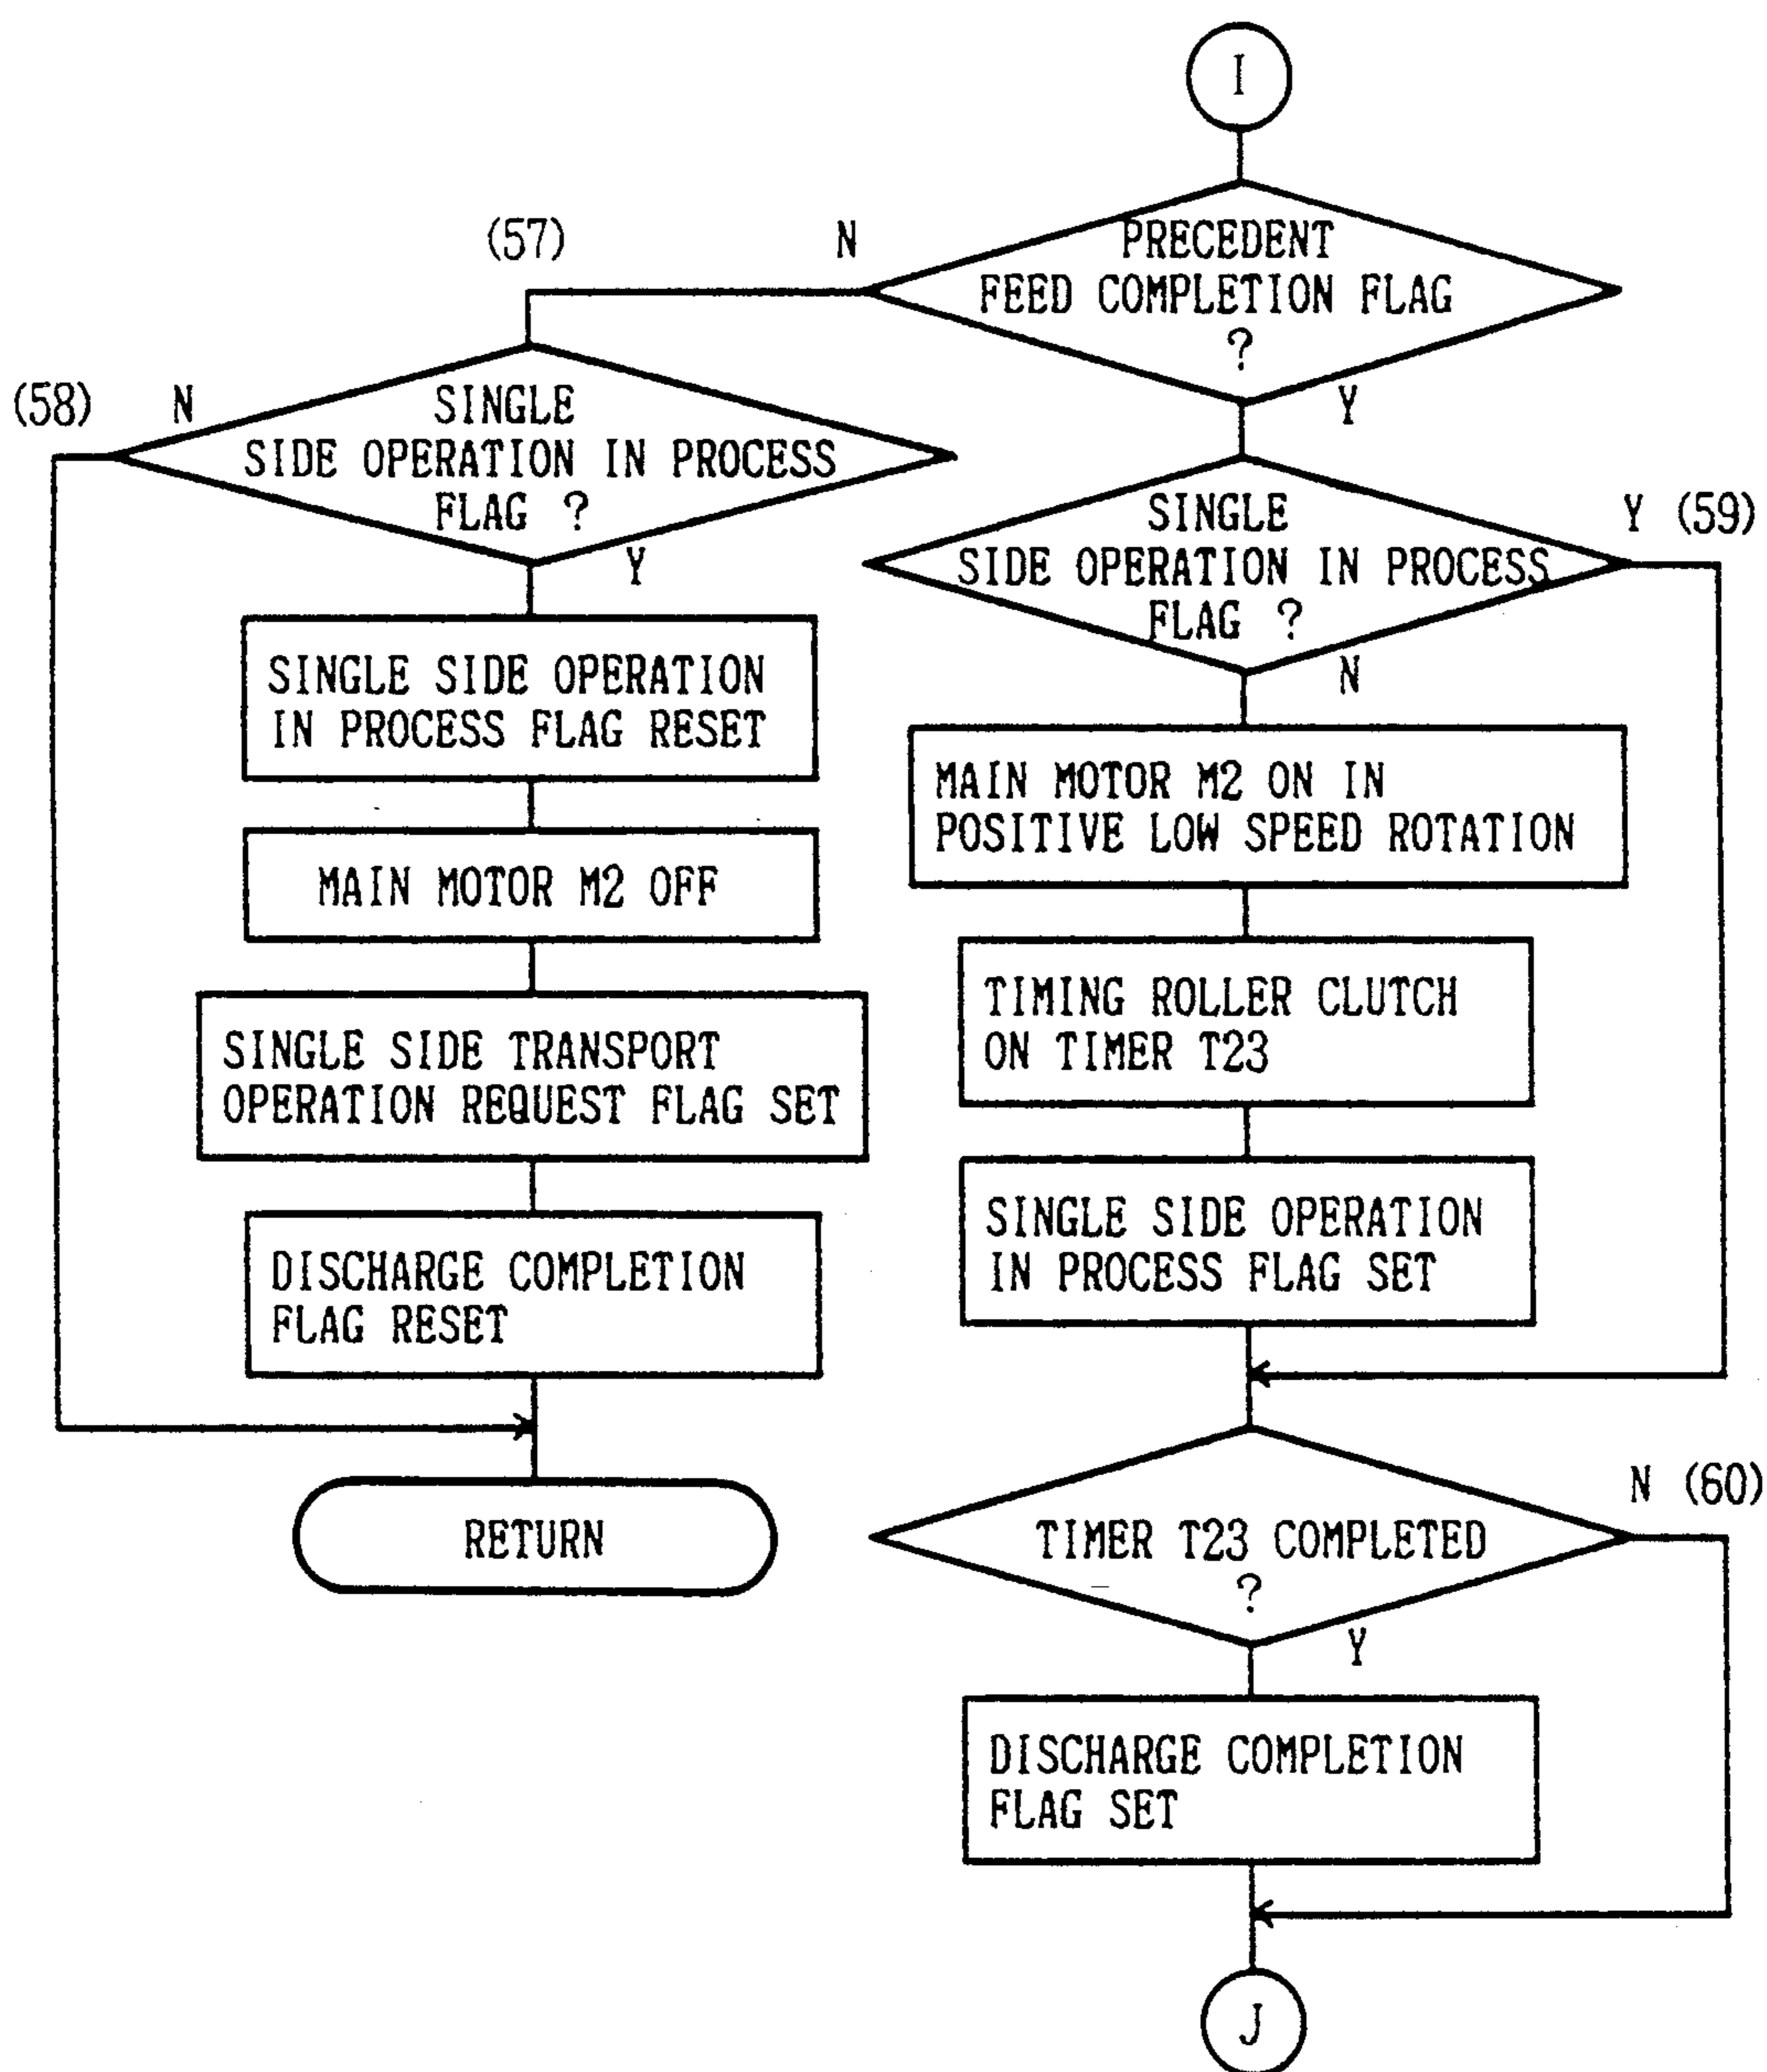 I
PRECEDENT
FEED COMPLETION FLAG
?
N
(57)
Y
SINGLE
SIDE OPERATION IN PROCESS
FLAG ?
(58)
N
Y
SINGLE SIDE OPERATION
IN PROCESS FLAG RESET
MAIN MOTOR M2 OFF
SINGLE SIDE TRANSPORT
OPERATION REQUEST FLAG SET
DISCHARGE COMPLETION
FLAG RESET
RETURN
SINGLE
SIDE OPERATION IN PROCESS
FLAG ?
Y (59)
N
MAIN MOTOR M2 ON IN
POSITIVE LOW SPEED ROTATION
TIMING ROLLER CLUTCH
ON TIMER T23
SINGLE SIDE OPERATION
IN PROCESS FLAG SET
TIMER T23 COMPLETED
?
N (60)
Y
DISCHARGE COMPLETION
FLAG SET
J